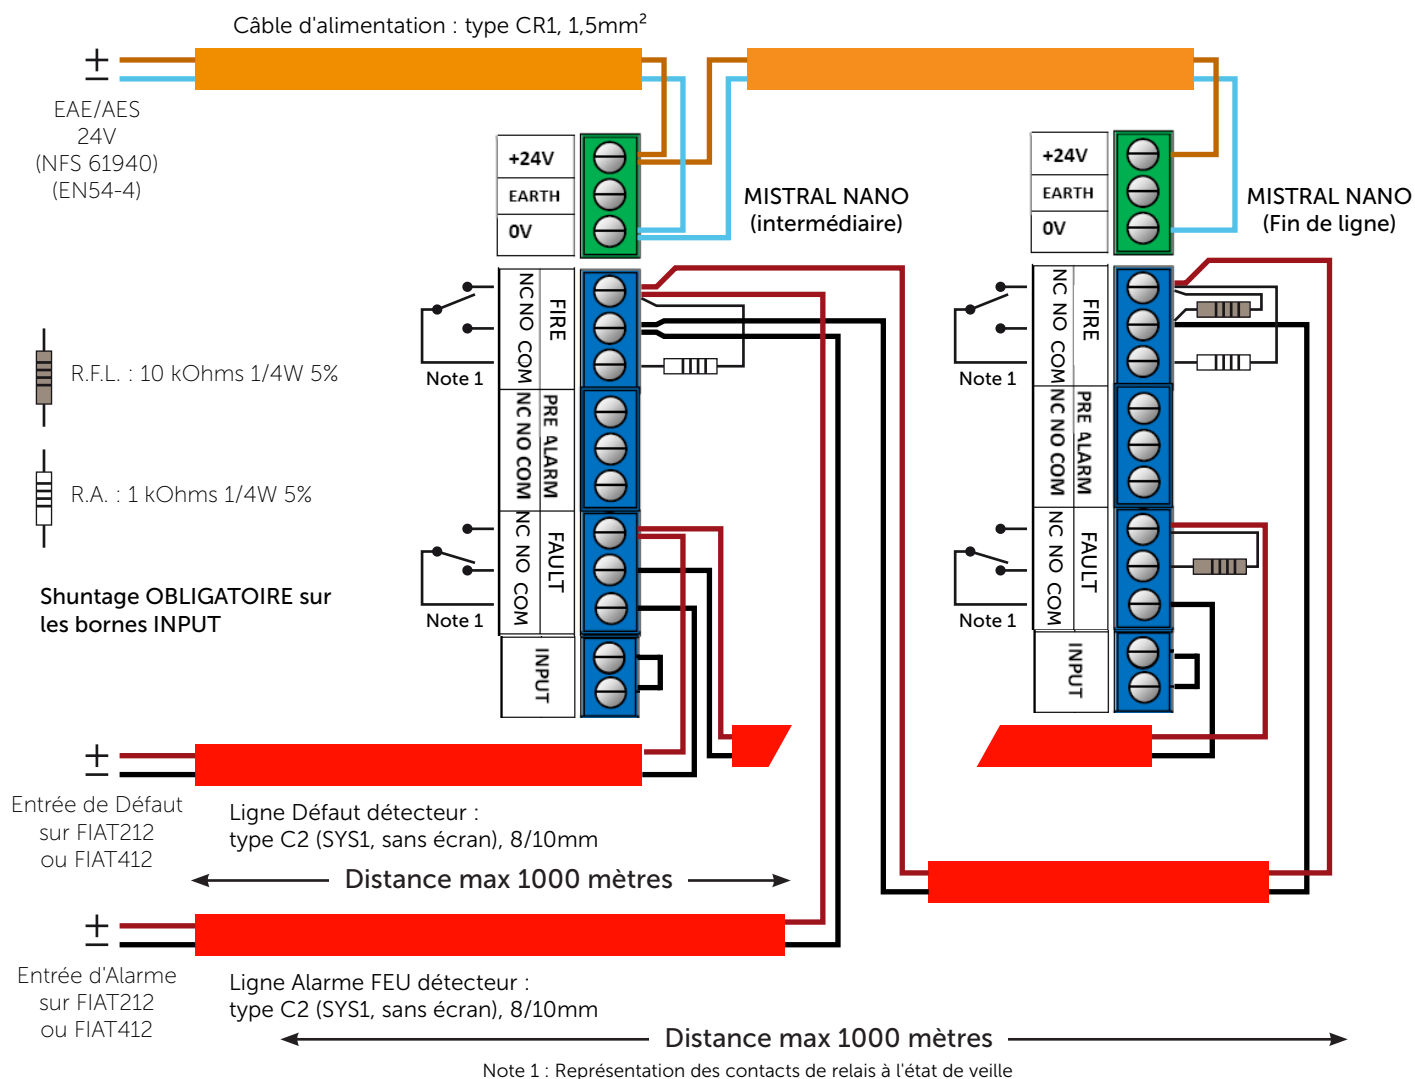 Câble d'alimentation : type CR1, 1,5mm²
+
−
EAE/AES
24V
(NFS 61940)
(EN54-4)
+24V
EARTH
0V
MISTRAL NANO
(intermédiaire)
+24V
EARTH
0V
MISTRAL NANO
(Fin de ligne)
NC NO COM
FIRE
Note 1
NC NO COM
PRE ALARM
NC NO COM
FAULT
Note 1
INPUT
NC NO COM
FIRE
Note 1
NC NO COM
PRE ALARM
NC NO COM
FAULT
Note 1
INPUT
R.F.L. : 10 kOhms 1/4W 5%
R.A. : 1 kOhms 1/4W 5%
Shuntage OBLIGATOIRE sur
les bornes INPUT
+
−
Entrée de Défaut
sur FIAT212
ou FIAT412
Ligne Défaut détecteur :
type C2 (SYS1, sans écran), 8/10mm
Distance max 1000 mètres
+
−
Entrée d'Alarme
sur FIAT212
ou FIAT412
Ligne Alarme FEU détecteur :
type C2 (SYS1, sans écran), 8/10mm
Distance max 1000 mètres
Note 1 : Représentation des contacts de relais à l'état de veille